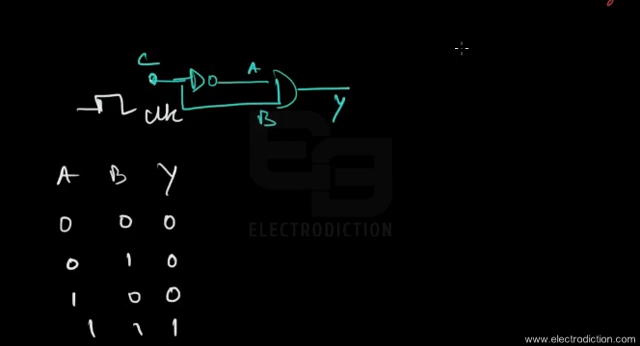 C
A
clk
B
Y
A B Y
0 0 0
0 1 0
1 0 0
1 1 1
ELECTRODICTION
www.electrodiction.com